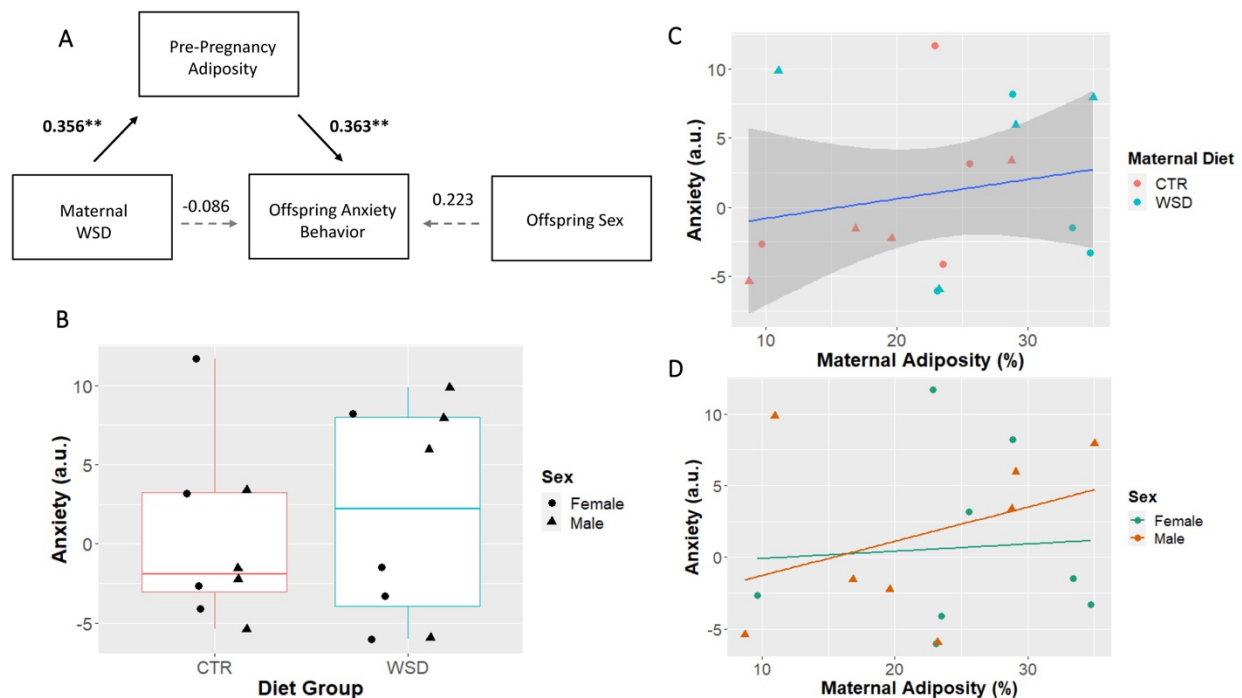 A
Pre-Pregnancy
Adiposity
0.356**
0.363**
Maternal
WSD
-0.086
Offspring Anxiety
Behavior
0.223
Offspring Sex
B
Anxiety (a.u.)
10
5
0
-5
CTR
WSD
Diet Group
Sex
Female
Male
C
Anxiety (a.u.)
10
5
0
-5
10
20
30
Maternal Adiposity (%)
Maternal Diet
CTR
WSD
D
Anxiety (a.u.)
10
5
0
-5
10
20
30
Maternal Adiposity (%)
Sex
Female
Male